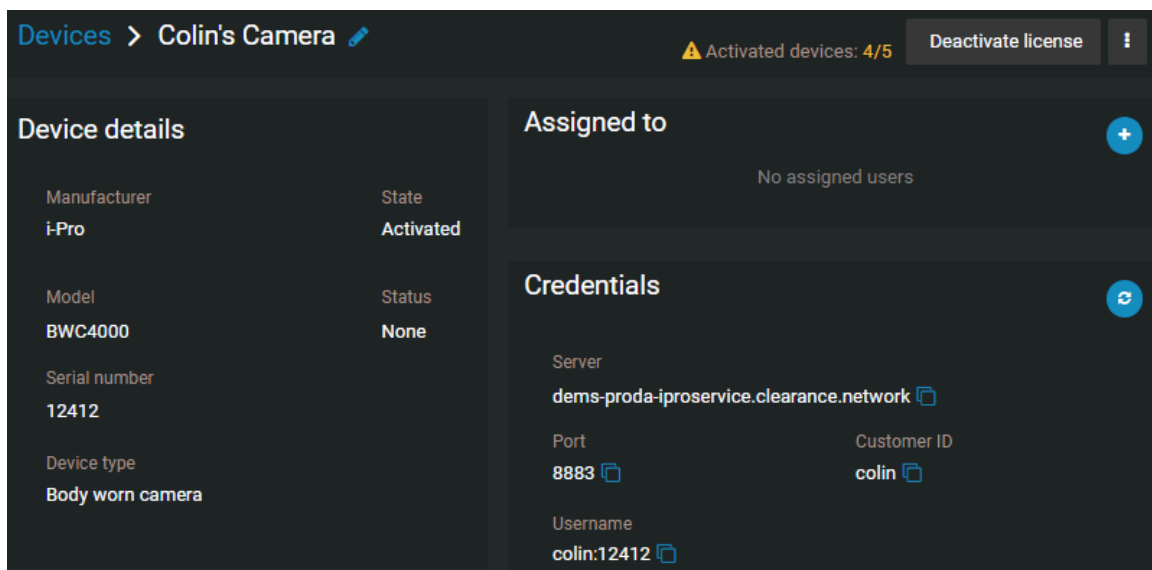 Devices > Colin's Camera
Activated devices: 4/5
Deactivate license
Device details
Manufacturer
i-Pro
State
Activated
Model
BWC4000
Status
None
Serial number
12412
Device type
Body worn camera
Assigned to
No assigned users
Credentials
Server
dems-proda-iproservice.clearance.network
Port
8883
Customer ID
colin
Username
colin:12412